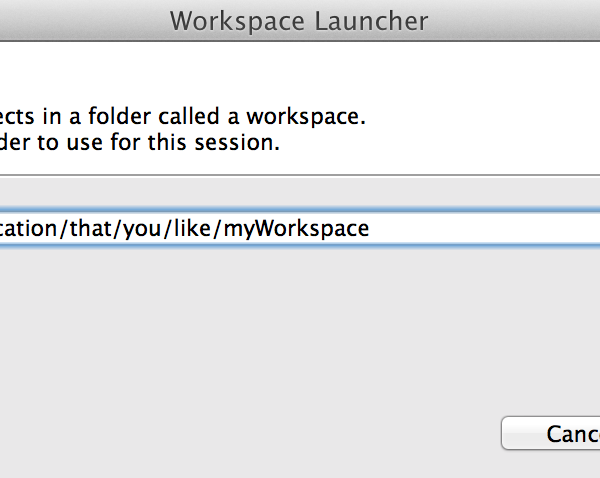 Workspace Launcher
ects in a folder called a workspace.
der to use for this session.
cation/that/you/like/myWorkspace
Canc